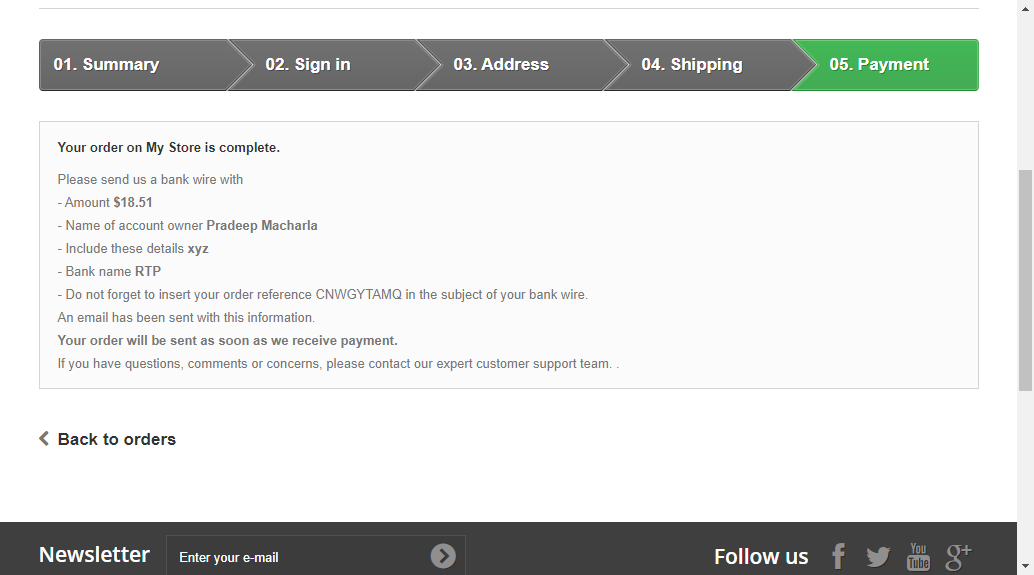 01. Summary
02. Sign in
03. Address
04. Shipping
05. Payment
Your order on My Store is complete.
Please send us a bank wire with
- Amount $18.51
- Name of account owner Pradeep Macharla
- Include these details xyz
- Bank name RTP
- Do not forget to insert your order reference CNWGYTAMQ in the subject of your bank wire.
An email has been sent with this information.
Your order will be sent as soon as we receive payment.
If you have questions, comments or concerns, please contact our expert customer support team. .
Back to orders
Newsletter
Enter your e-mail
Follow us
You
Tube
g+